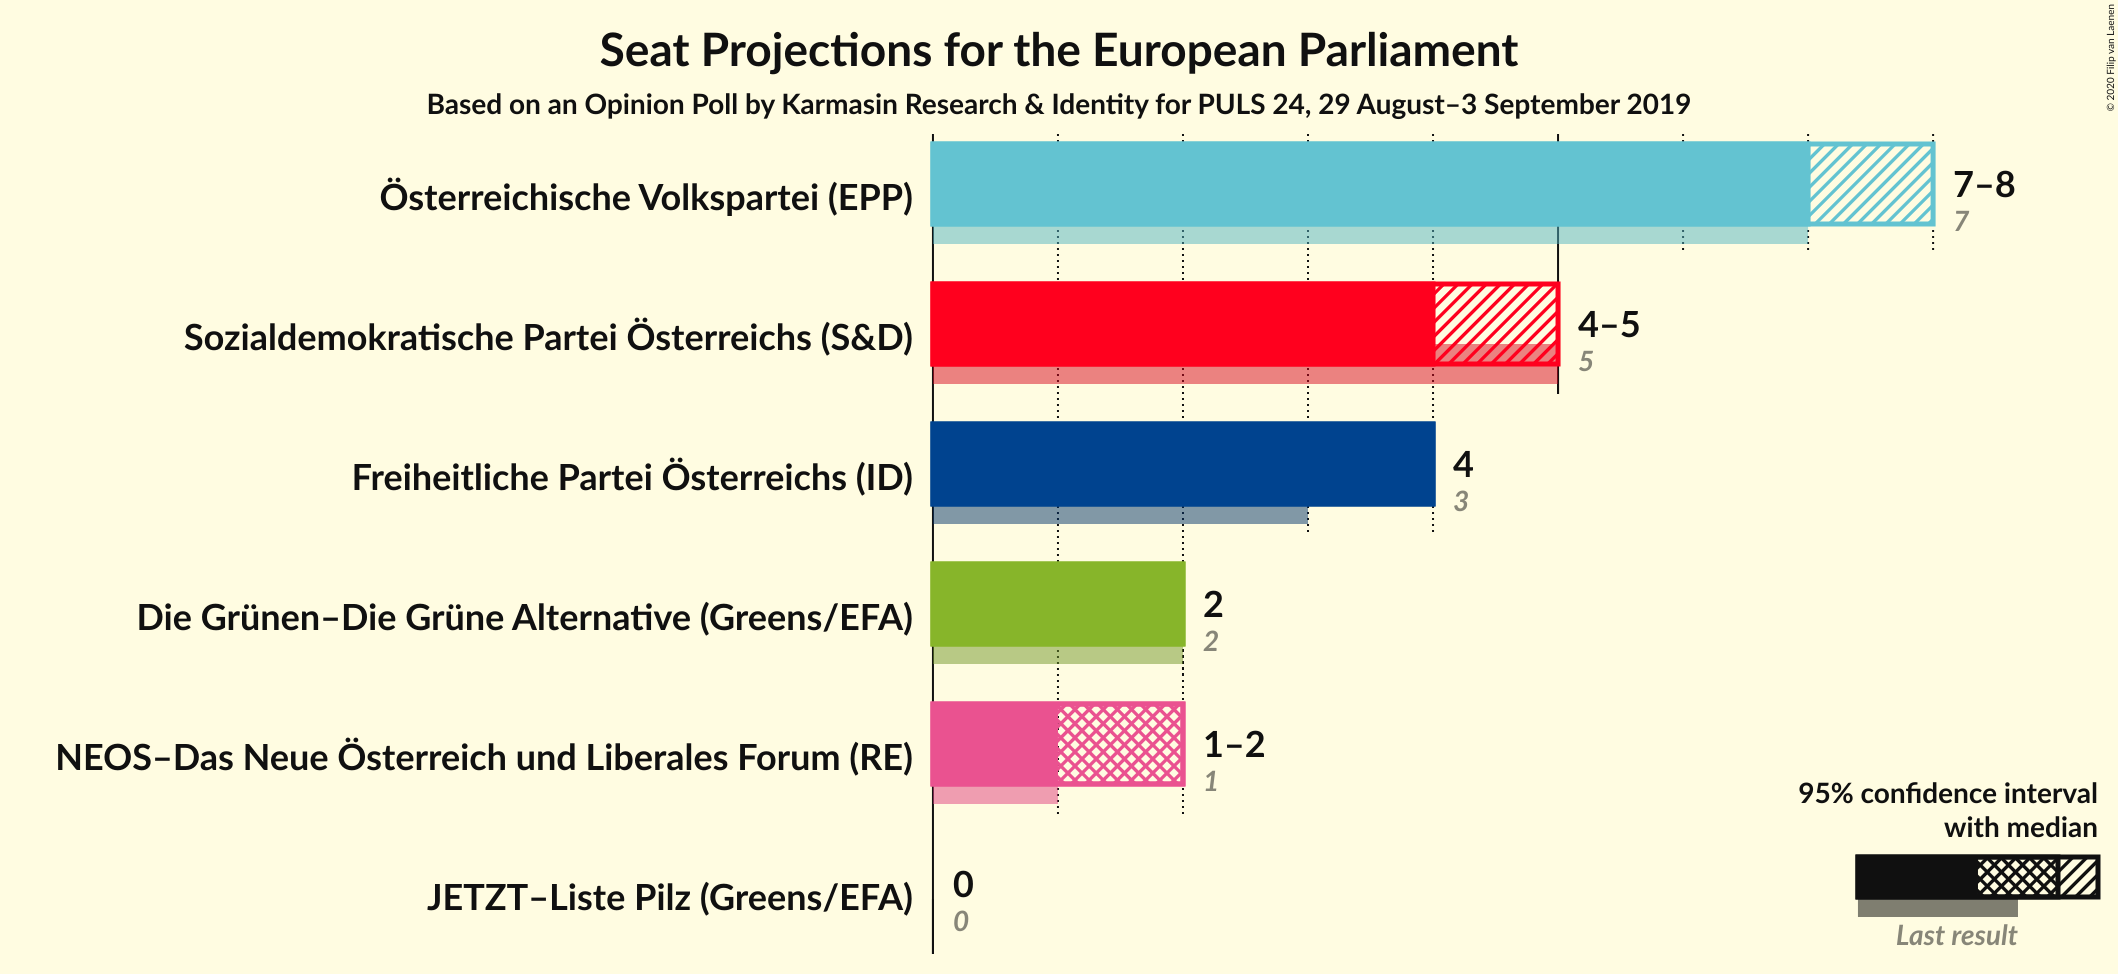 Seat Projections for the European Parliament
Based on an Opinion Poll by Karmasin Research & Identity for PULS 24, 29 August–3 September 2019
© 2020 Filip van Laenen
Österreichische Volkspartei (EPP)
7–8
7
Sozialdemokratische Partei Österreichs (S&D)
4–5
5
Freiheitliche Partei Österreichs (ID)
4
3
Die Grünen–Die Grüne Alternative (Greens/EFA)
2
2
NEOS–Das Neue Österreich und Liberales Forum (RE)
1–2
1
JETZT–Liste Pilz (Greens/EFA)
0
0
95% confidence interval
with median
Last result